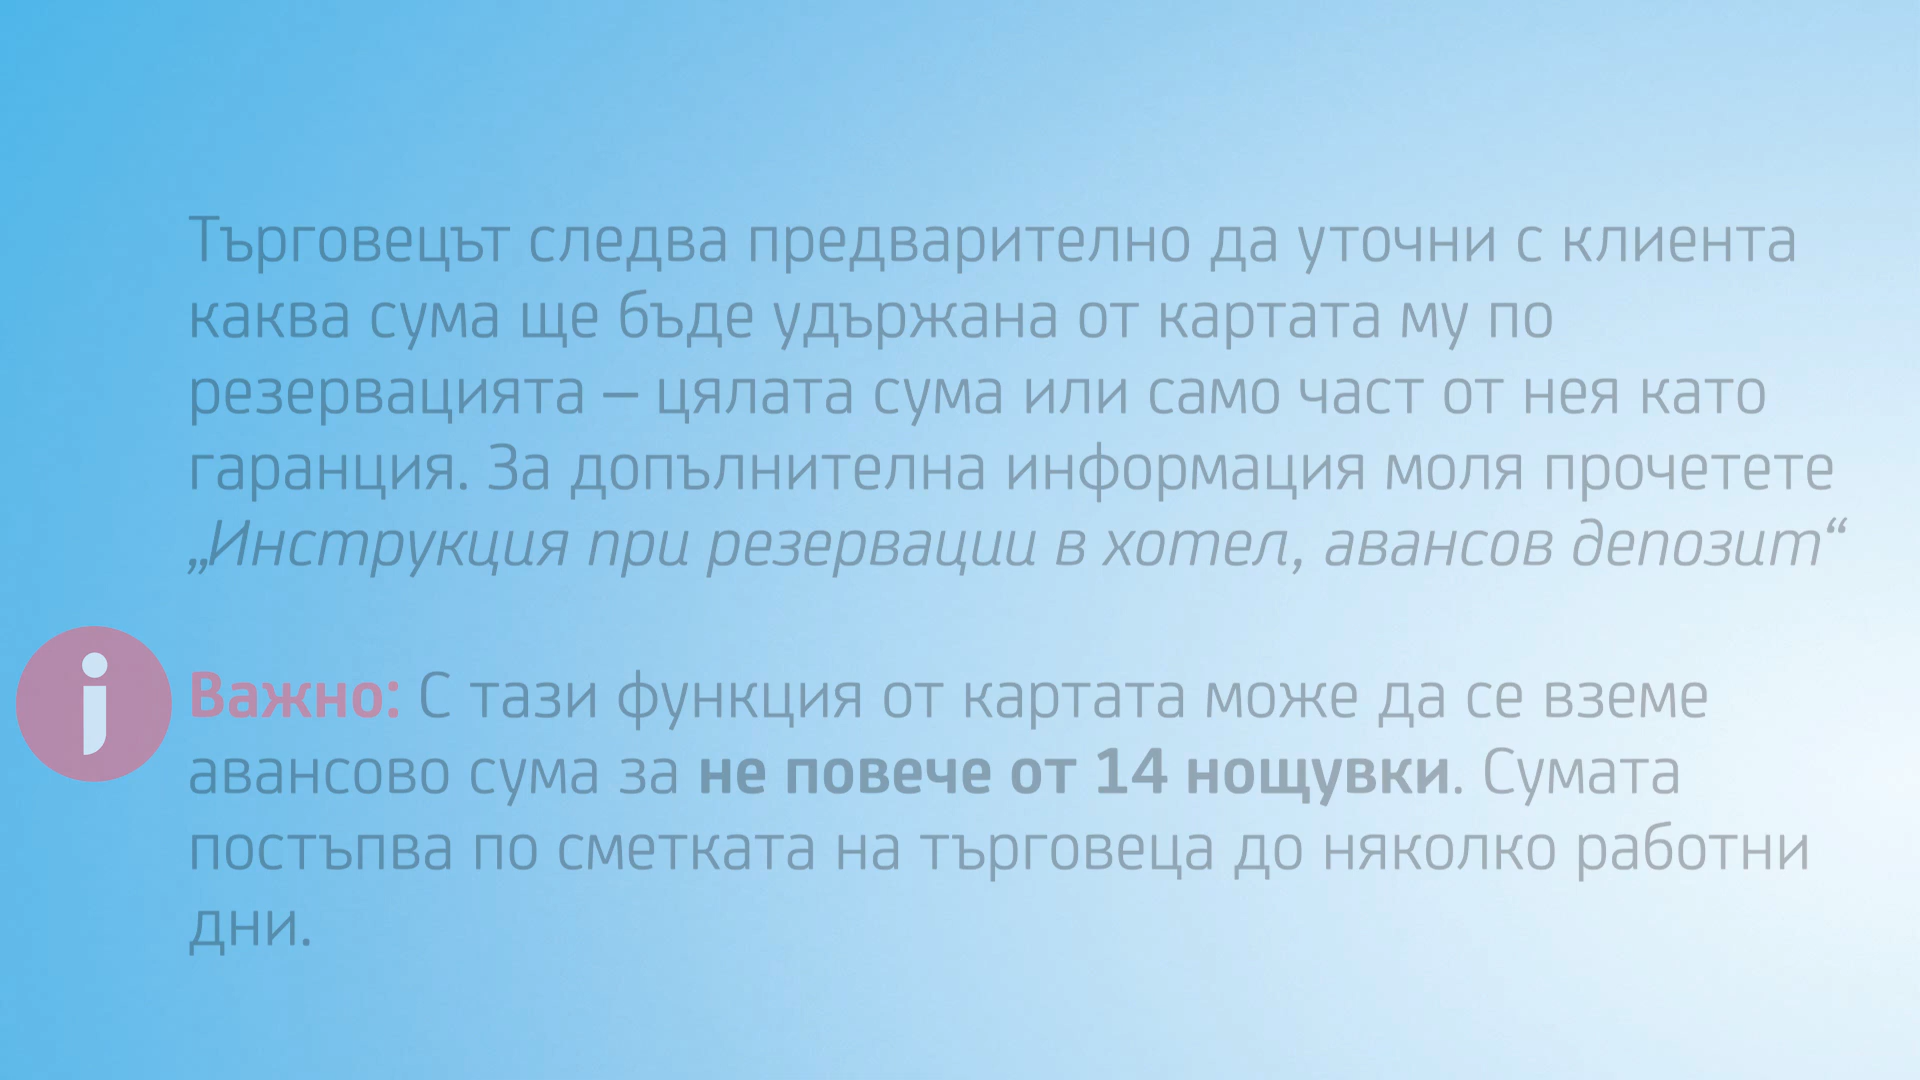 Търговецът следва предварително да уточни с клиента
каква сума ще бъде удържана от картата му по
резервацията – цялата сума или само част от нея като
гаранция. За допълнителна информация моля прочетете
„Инструкция при резервации в хотел, авансов депозит“
Важно: С тази функция от картата може да се вземе
авансово сума за не повече от 14 нощувки. Сумата
постъпва по сметката на търговеца до няколко работни
дни.